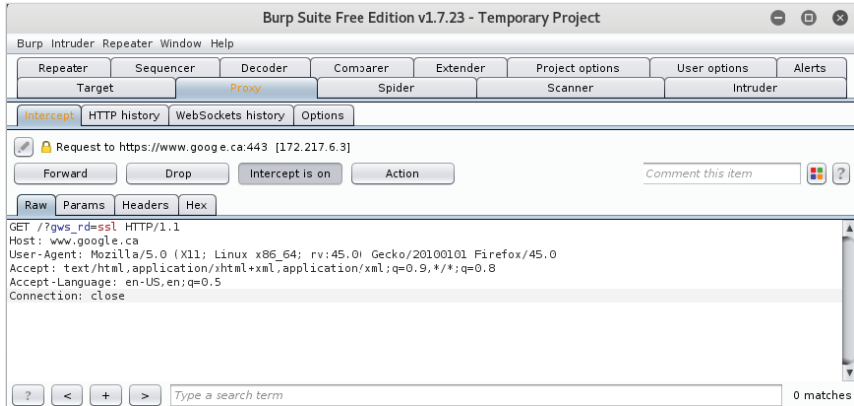 Burp Suite Free Edition v1.7.23 - Temporary Project
Burp Intruder Repeater Window Help
Repeater Sequencer Decoder Comparer Extender Project options User options Alerts
Target Proxy Spider Scanner Intruder
Intercept HTTP history WebSockets history Options
Request to https://www.google.ca:443 [172.217.6.3]
Forward Drop Intercept is on Action Comment this item ?
Raw Params Headers Hex
GET /?gws_rd=ssl HTTP/1.1
Host: www.google.ca
User-Agent: Mozilla/5.0 (X11; Linux x86_64; rv:45.0) Gecko/20100101 Firefox/45.0
Accept: text/html,application/xhtml+xml,application/xml;q=0.9,*/*;q=0.8
Accept-Language: en-US,en;q=0.5
Connection: close
? < + > Type a search term 0 matches